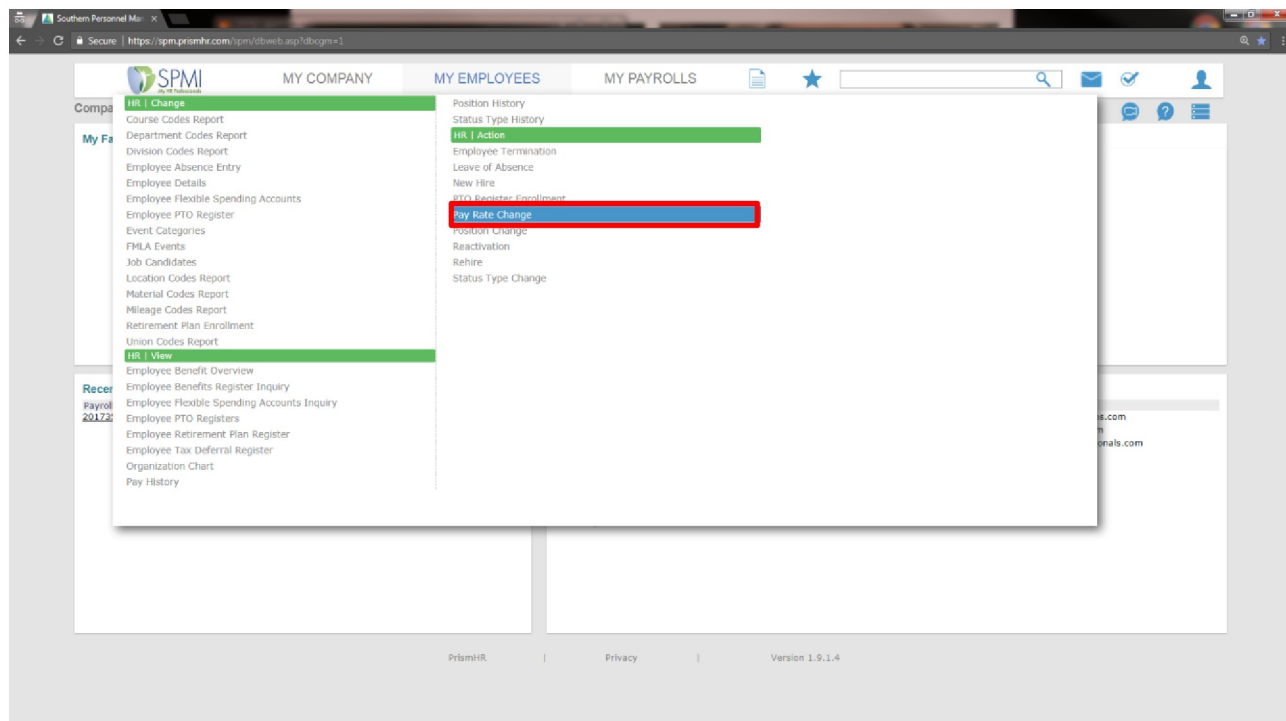 Southern Personnel Man
Secure | https://spm.prismhr.com/spm/dbweb.asp?dbcgm=1
SPMI
My HR Professionals
MY COMPANY
MY EMPLOYEES
MY PAYROLLS
Compa
My Fa
HR | Change
Course Codes Report
Department Codes Report
Division Codes Report
Employee Absence Entry
Employee Details
Employee Flexible Spending Accounts
Employee PTO Register
Event Categories
FMLA Events
Job Candidates
Location Codes Report
Material Codes Report
Mileage Codes Report
Retirement Plan Enrollment
Union Codes Report
HR | View
Employee Benefit Overview
Employee Benefits Register Inquiry
Employee Flexible Spending Accounts Inquiry
Employee PTO Registers
Employee Retirement Plan Register
Employee Tax Deferral Register
Organization Chart
Pay History
Position History
Status Type History
HR | Action
Employee Termination
Leave of Absence
New Hire
PTO Register Enrollment
Pay Rate Change
Position Change
Reactivation
Rehire
Status Type Change
Recen
Payrol
20173
s.com
m
onals.com
PrismHR | Privacy | Version 1.9.1.4